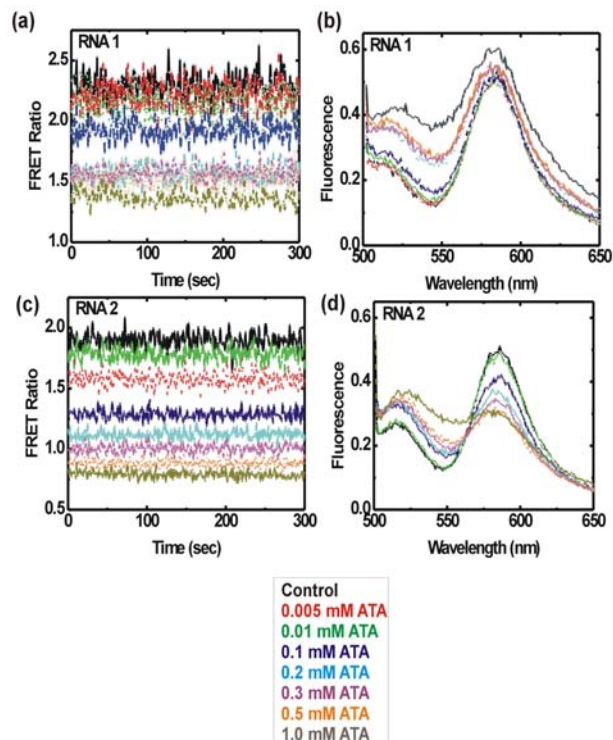 (a)
RNA 1
2.5
2.0
1.5
1.0
FRET Ratio
0 100 200 300
Time (sec)
(b)
RNA 1
0.6
0.4
0.2
0.0
Fluorescence
500 550 600 650
Wavelength (nm)
(c)
RNA 2
2.0
1.5
1.0
0.5
FRET Ratio
0 100 200 300
Time (sec)
(d)
RNA 2
0.6
0.4
0.2
0.0
Fluorescence
500 550 600 650
Wavelength (nm)
Control
0.005 mM ATA
0.01 mM ATA
0.1 mM ATA
0.2 mM ATA
0.3 mM ATA
0.5 mM ATA
1.0 mM ATA